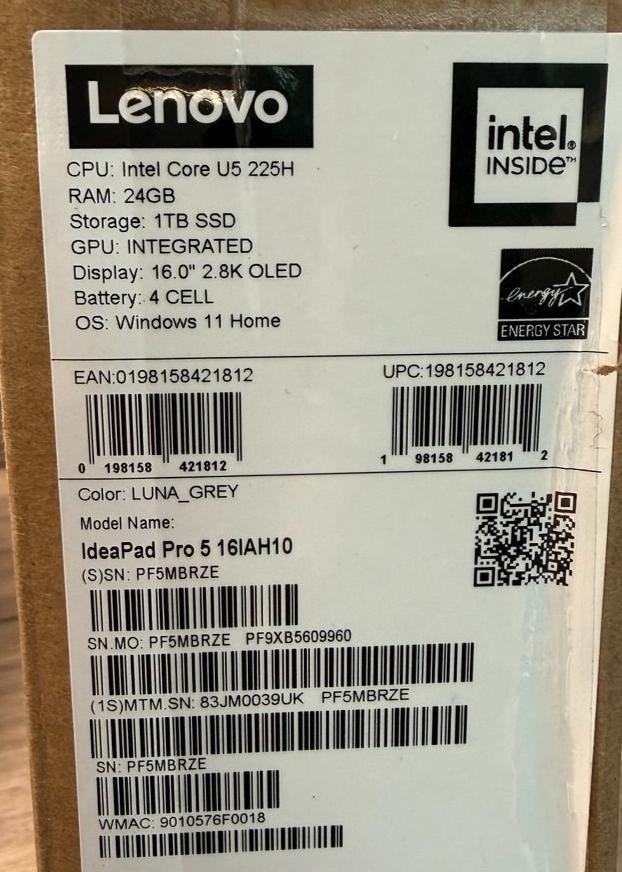 Lenovo
intel.
INSIDE™
CPU: Intel Core U5 225H
RAM: 24GB
Storage: 1TB SSD
GPU: INTEGRATED
Display: 16.0" 2.8K OLED
Battery: 4 CELL
OS: Windows 11 Home
energy
ENERGY STAR
EAN:0198158421812
UPC:198158421812
0 198158 421812
1 98158 42181 2
Color: LUNA_GREY
Model Name:
IdeaPad Pro 5 16IAH10
(S)SN: PF5MBRZE
SN.MO: PF5MBRZE PF9XB5609960
(1S)MTM.SN: 83JM0039UK PF5MBRZE
SN: PF5MBRZE
WMAC: 9010576F0018